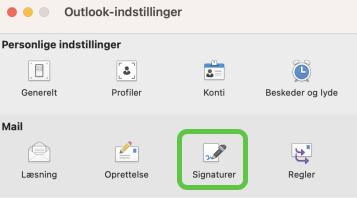 Outlook-indstillinger
Personlige indstillinger
Generelt Profiler Konti Beskeder og lyde
Mail
Læsning Oprettelse Signaturer Regler